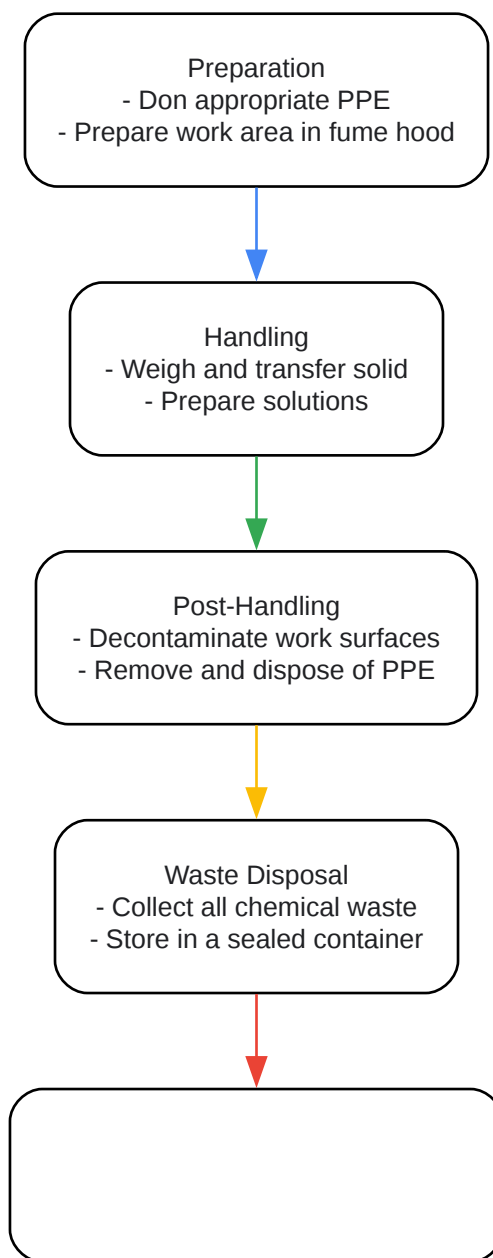 Preparation
- Don appropriate PPE
- Prepare work area in fume hood
Handling
- Weigh and transfer solid
- Prepare solutions
Post-Handling
- Decontaminate work surfaces
- Remove and dispose of PPE
Waste Disposal
- Collect all chemical waste
- Store in a sealed container